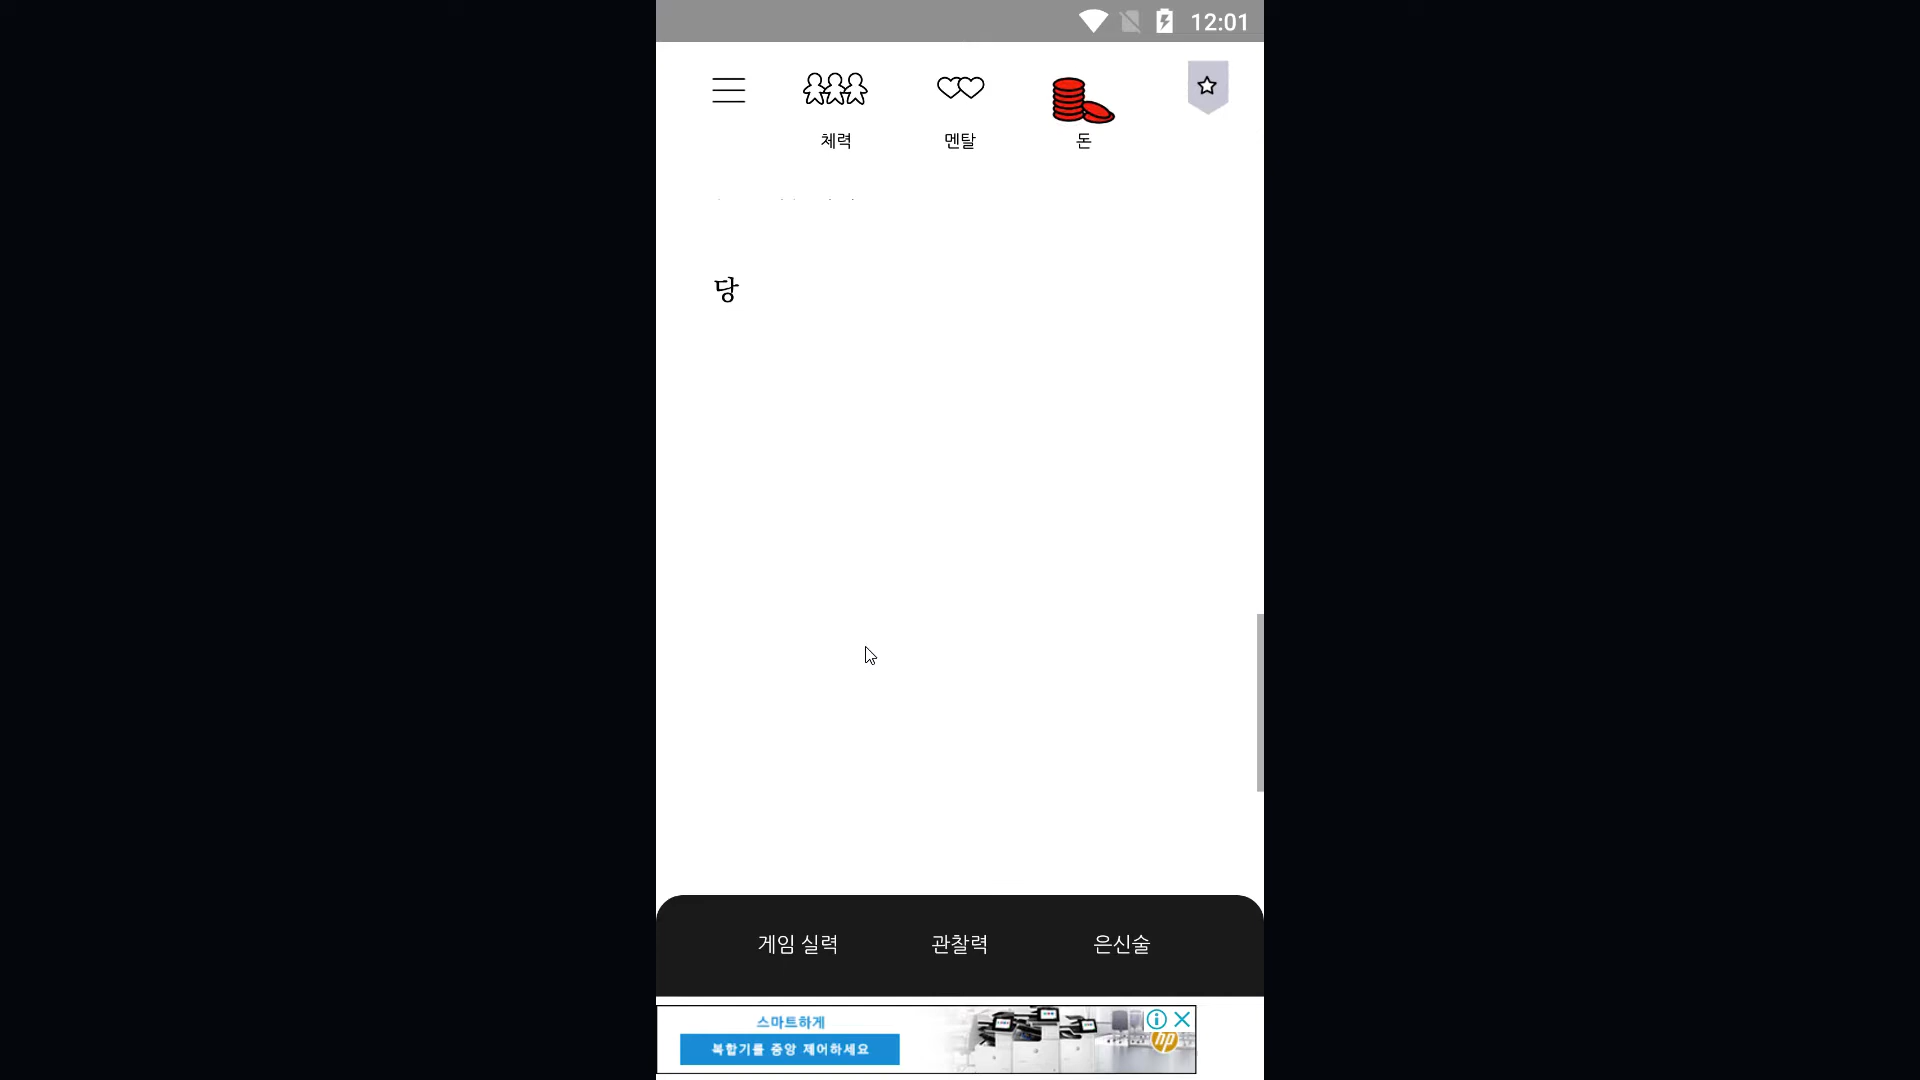 12:01
체력 멘탈 돈
당
게임 실력 관찰력 은신술
스마트하게
복합기를 중앙 제어하세요
hp